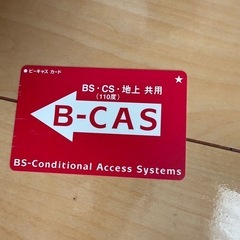 ● ビーキャス カード
★
BS・CS・地上 共用
(110度)
B-CAS
BS-Conditional Access Systems